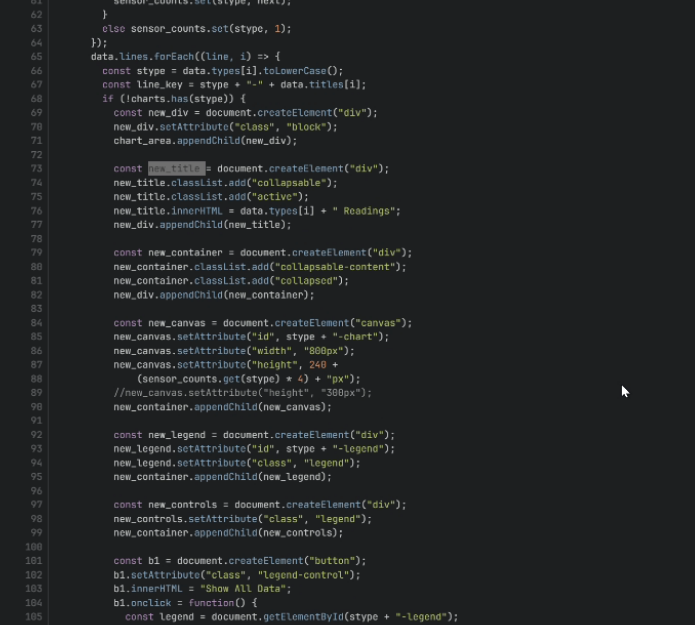 61 sensor_counts.set(stype, next);
62 }
63 else sensor_counts.set(stype, 1);
64 });
65 data.lines.forEach((line, i) => {
66 const stype = data.types[i].toLowerCase();
67 const line_key = stype + "-" + data.titles[i];
68 if (!charts.has(stype)) {
69 const new_div = document.createElement("div");
70 new_div.setAttribute("class", "block");
71 chart_area.appendChild(new_div);
72
73 const new_title = document.createElement("div");
74 new_title.classList.add("collapsable");
75 new_title.classList.add("active");
76 new_title.innerHTML = data.types[i] + " Readings";
77 new_div.appendChild(new_title);
78
79 const new_container = document.createElement("div");
80 new_container.classList.add("collapsable-content");
81 new_container.classList.add("collapsed");
82 new_div.appendChild(new_container);
83
84 const new_canvas = document.createElement("canvas");
85 new_canvas.setAttribute("id", stype + "-chart");
86 new_canvas.setAttribute("width", "800px");
87 new_canvas.setAttribute("height", 240 +
88 (sensor_counts.get(stype) * 4) + "px");
89 //new_canvas.setAttribute("height", "300px");
90 new_container.appendChild(new_canvas);
91
92 const new_legend = document.createElement("div");
93 new_legend.setAttribute("id", stype + "-legend");
94 new_legend.setAttribute("class", "legend");
95 new_container.appendChild(new_legend);
96
97 const new_controls = document.createElement("div");
98 new_controls.setAttribute("class", "legend");
99 new_container.appendChild(new_controls);
100
101 const b1 = document.createElement("button");
102 b1.setAttribute("class", "legend-control");
103 b1.innerHTML = "Show All Data";
104 b1.onclick = function() {
105 const legend = document.getElementById(stype + "-legend");